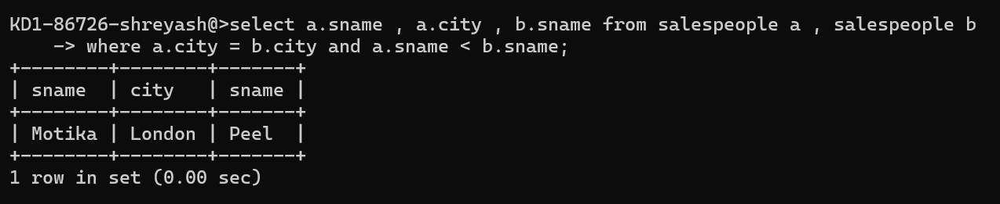 KD1-86726-shreyash@>select a.sname , a.city , b.sname from salespeople a , salespeople b
    -> where a.city = b.city and a.sname < b.sname;
+--------+--------+-------+
| sname  | city   | sname |
+--------+--------+-------+
| Motika | London | Peel  |
+--------+--------+-------+
1 row in set (0.00 sec)